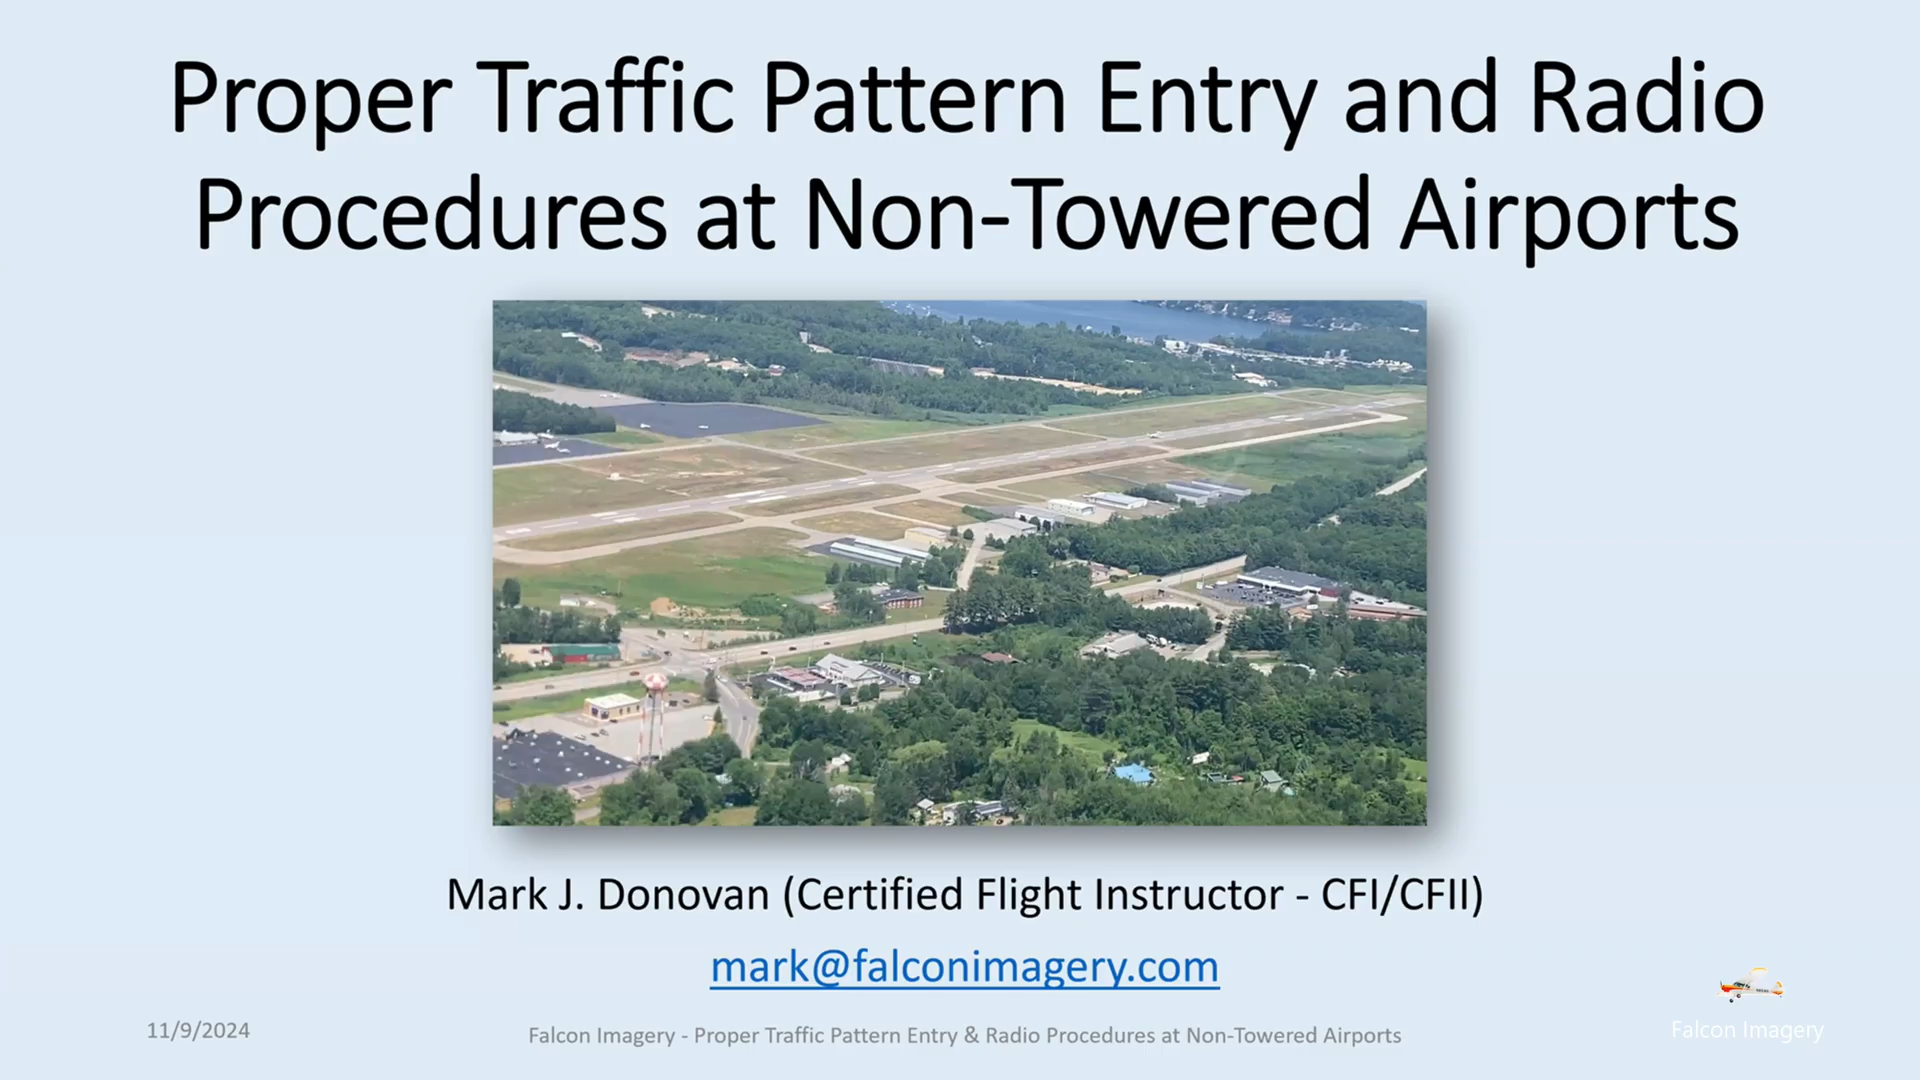 Proper Traffic Pattern Entry and Radio
Procedures at Non-Towered Airports
Mark J. Donovan (Certified Flight Instructor - CFI/CFII)
mark@falconimagery.com
11/9/2024
Falcon Imagery - Proper Traffic Pattern Entry & Radio Procedures at Non-Towered Airports
Falcon Imagery